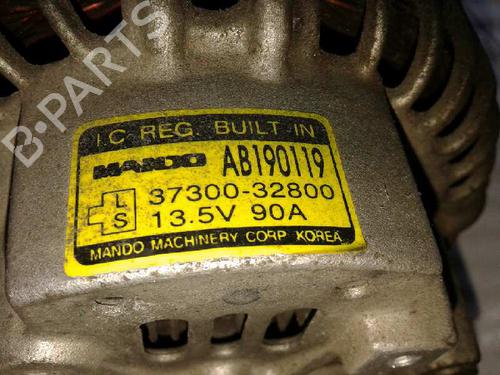 B-PARTS
I.C REG. BUILT IN
MANDO AB190119
L 37300-32800
S 13.5V 90A
MANDO MACHINERY CORP KOREA